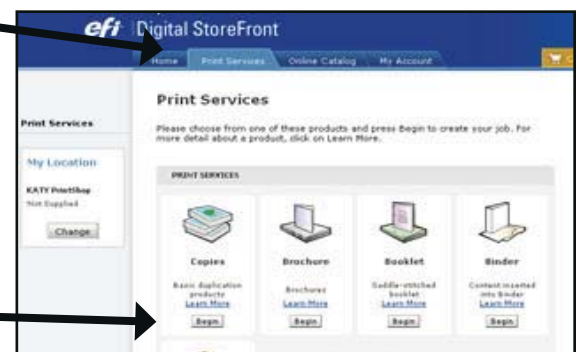 efi Digital StoreFront
Home Print Services Online Catalog My Account
Print Services
Please choose from one of these products and press Begin to create your job. For
more detail about a product, click on Learn More.
Print Services
My Location
KATY PrintShop
Not Supplied
Change
PRINT SERVICES
Copies
Basic duplication
products
Learn More
Begin
Brochure
Brochures
Learn More
Begin
Booklet
Saddle-stitched
booklet
Learn More
Begin
Binder
Content inserted
into Binder
Learn More
Begin